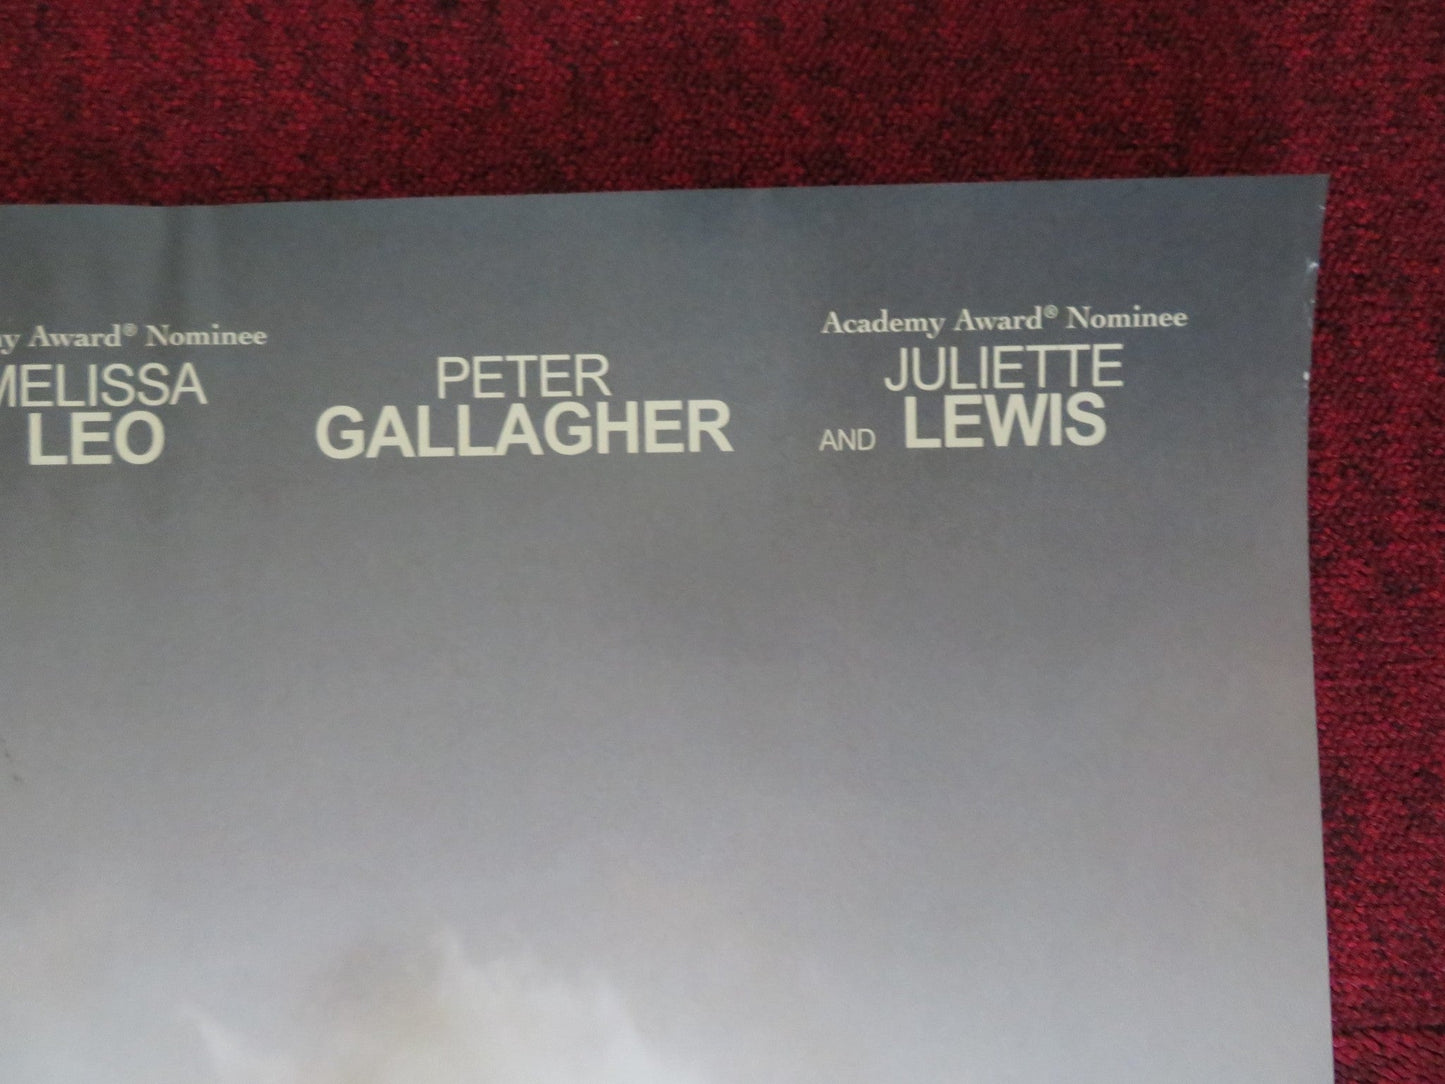 y Award® Nominee
MELISSA
LEO
PETER
GALLAGHER
Academy Award® Nominee
JULIETTE
AND LEWIS